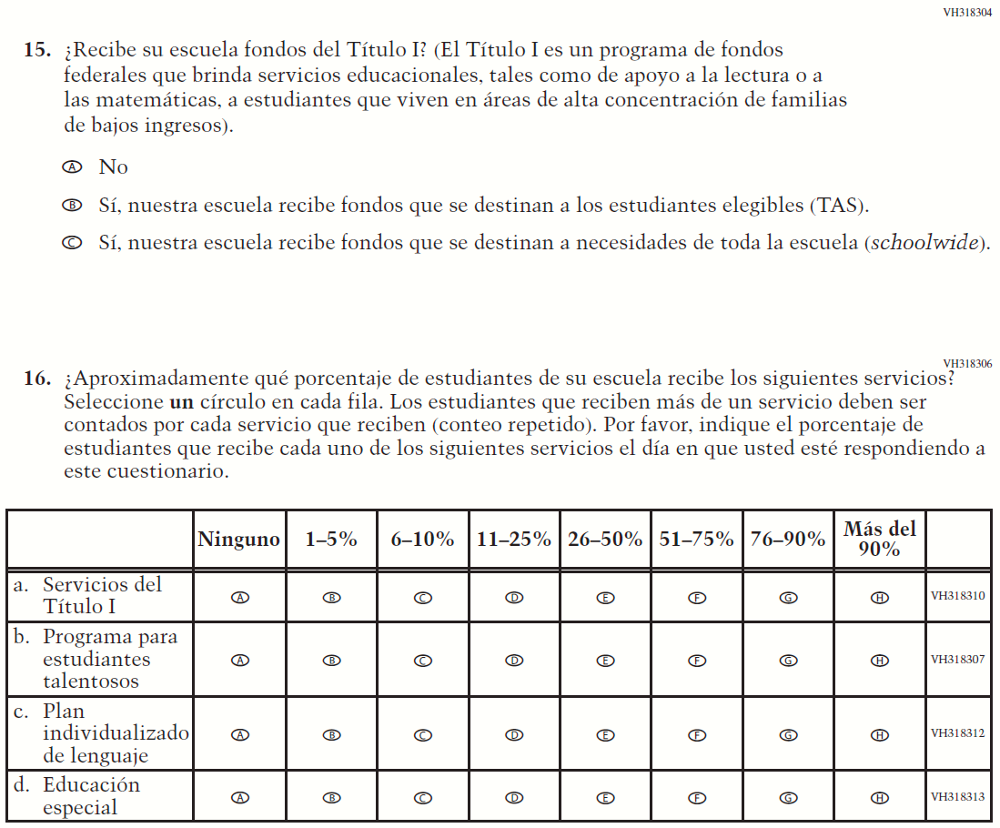 VH318304
15. ¿Recibe su escuela fondos del Título I? (El Título I es un programa de fondos
federales que brinda servicios educacionales, tales como de apoyo a la lectura o a
las matemáticas, a estudiantes que viven en áreas de alta concentración de familias
de bajos ingresos).
A No
B Sí, nuestra escuela recibe fondos que se destinan a los estudiantes elegibles (TAS).
C Sí, nuestra escuela recibe fondos que se destinan a necesidades de toda la escuela (schoolwide).
VH318306
16. ¿Aproximadamente qué porcentaje de estudiantes de su escuela recibe los siguientes servicios?
Seleccione un círculo en cada fila. Los estudiantes que reciben más de un servicio deben ser
contados por cada servicio que reciben (conteo repetido). Por favor, indique el porcentaje de
estudiantes que recibe cada uno de los siguientes servicios el día en que usted esté respondiendo a
este cuestionario.
Ninguno 1–5% 6–10% 11–25% 26–50% 51–75% 76–90% Más del
90%
a. Servicios del
Título I
A B C D E F G H VH318310
b. Programa para
estudiantes
talentosos
A B C D E F G H VH318307
c. Plan
individualizado
de lenguaje
A B C D E F G H VH318312
d. Educación
especial
A B C D E F G H VH318313